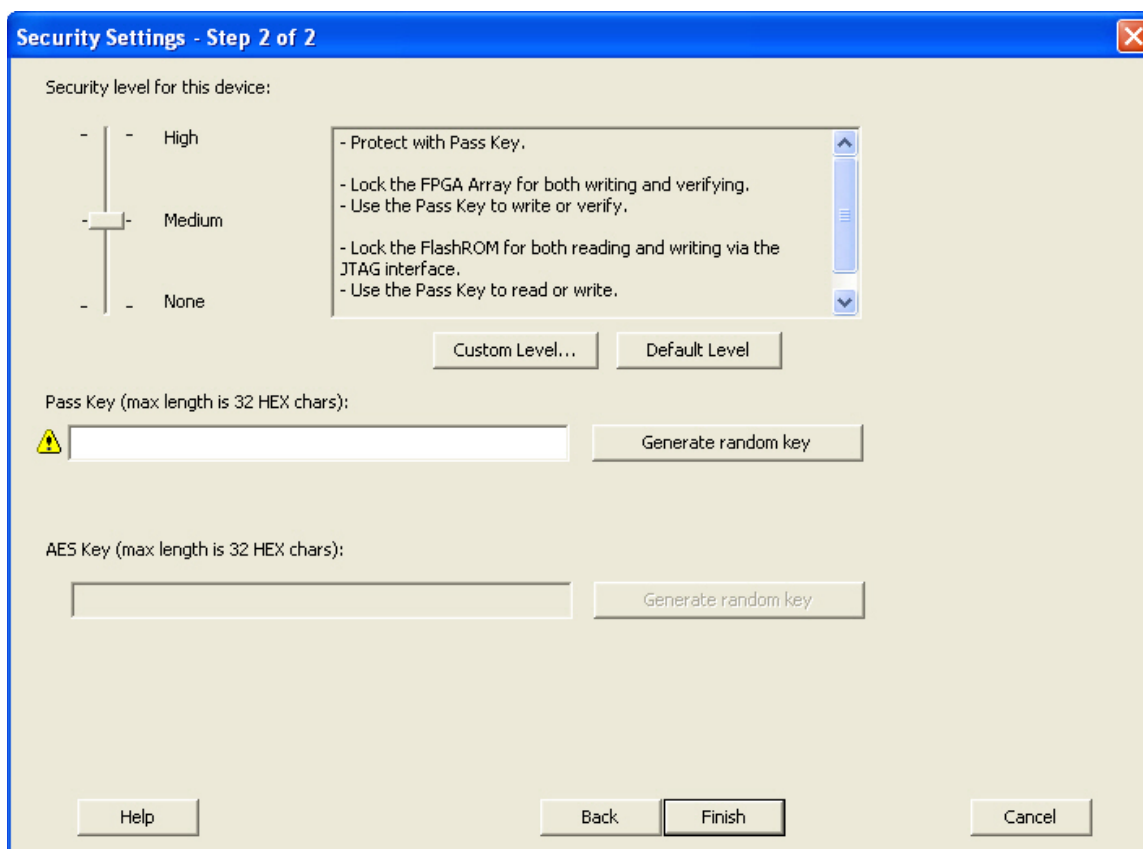 Security Settings - Step 2 of 2
Security level for this device:
High
Medium
None
- Protect with Pass Key.
- Lock the FPGA Array for both writing and verifying.
- Use the Pass Key to write or verify.
- Lock the FlashROM for both reading and writing via the
JTAG interface.
- Use the Pass Key to read or write.
Custom Level...
Default Level
Pass Key (max length is 32 HEX chars):
Generate random key
AES Key (max length is 32 HEX chars):
Generate random key
Help
Back
Finish
Cancel